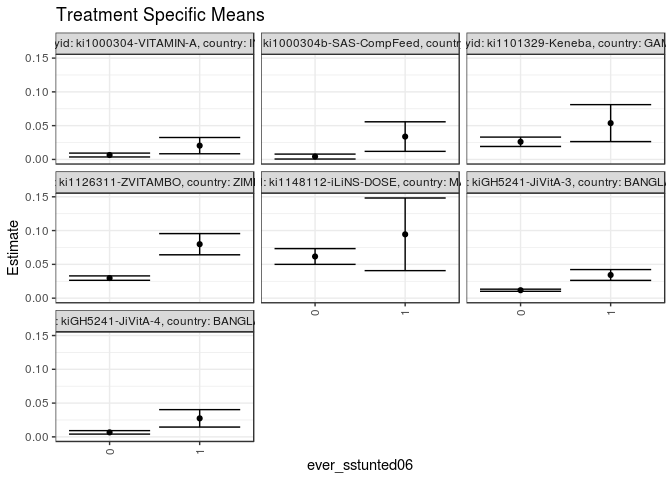 Treatment Specific Means
yid: ki1000304-VITAMIN-A, country:
ki1000304b-SAS-CompFeed, countr
yid: ki1101329-Keneba, country: GA
0.15
0.10
0.05
0.00
ki1126311-ZVITAMBO, country: ZIM
: ki1148112-iLiNS-DOSE, country:
: kiGH5241-JiVitA-3, country: BANGL
0.15
0.10
0.05
0.00
0
1
0
1
: kiGH5241-JiVitA-4, country: BANGL
0.15
0.10
0.05
0.00
0
1
Estimate
ever_sstunted06